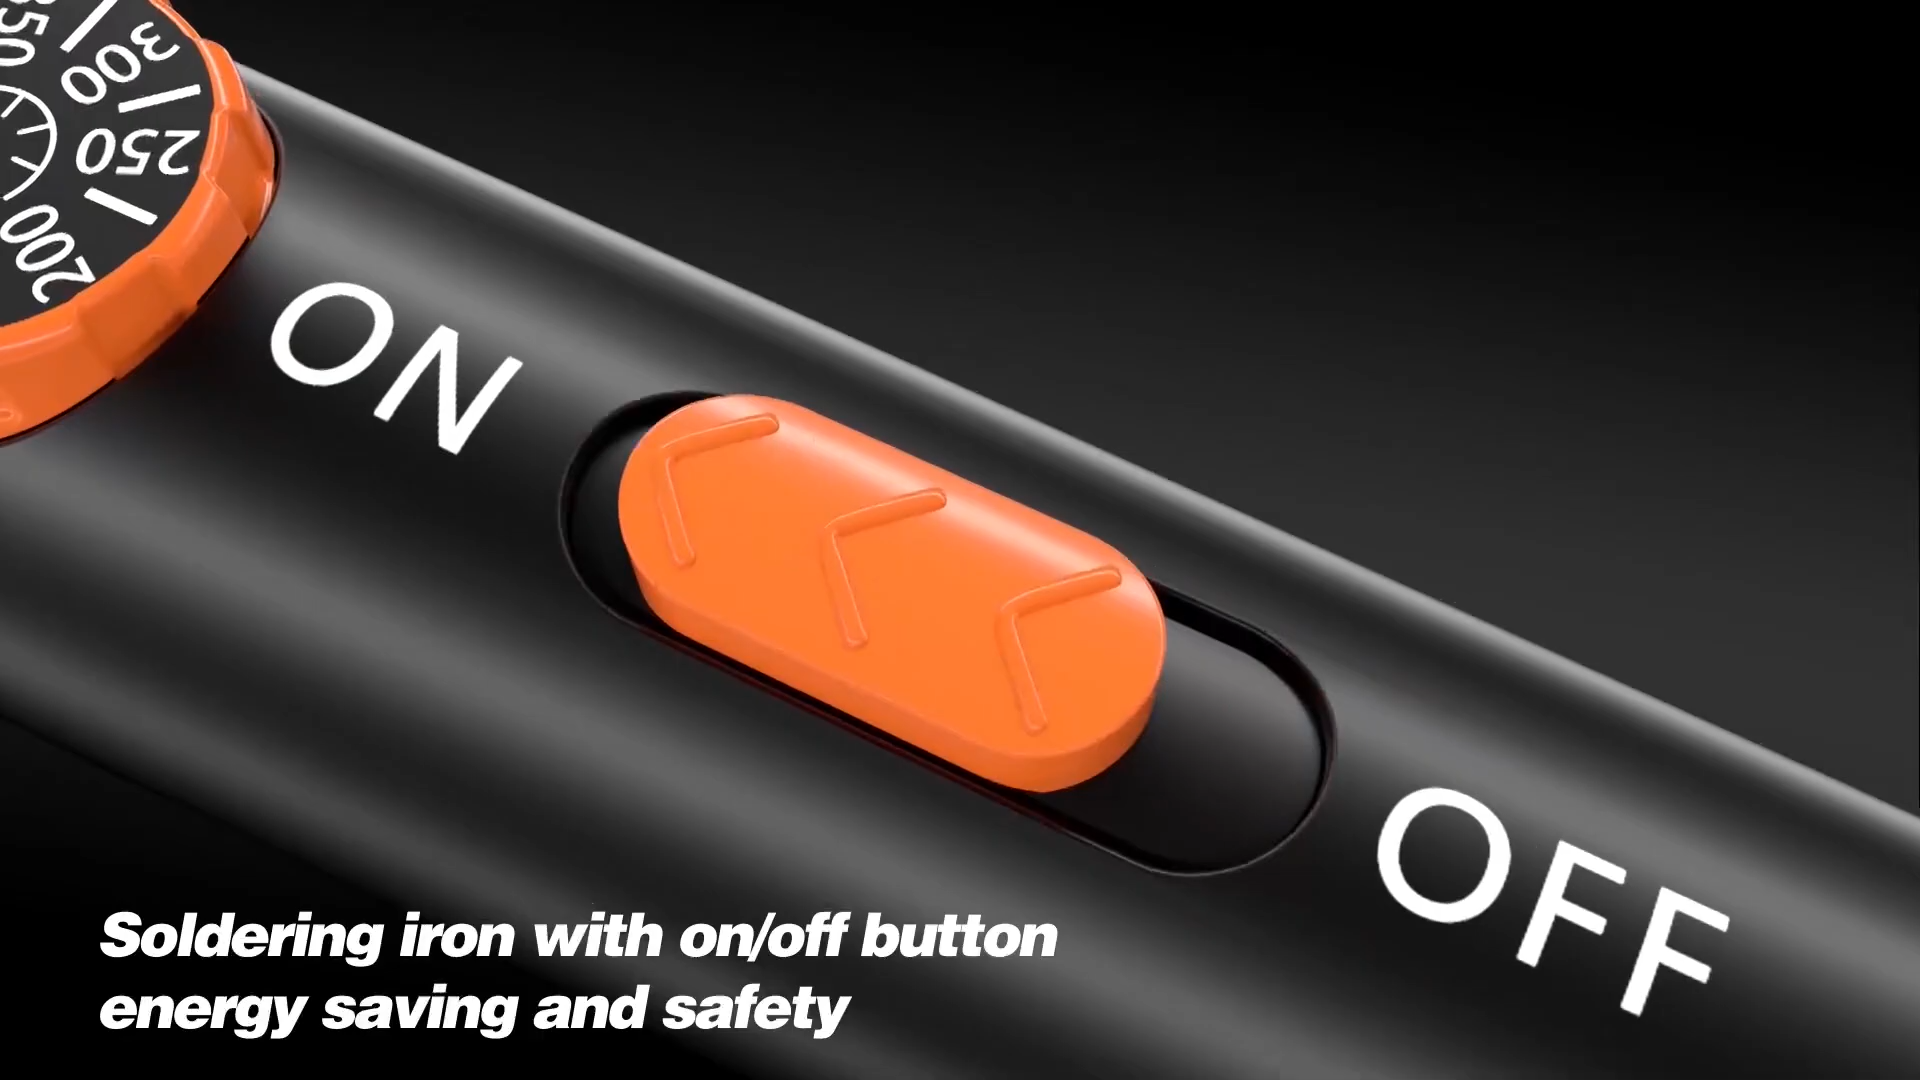 300
250
200
ON
OFF
Soldering iron with on/off button
energy saving and safety